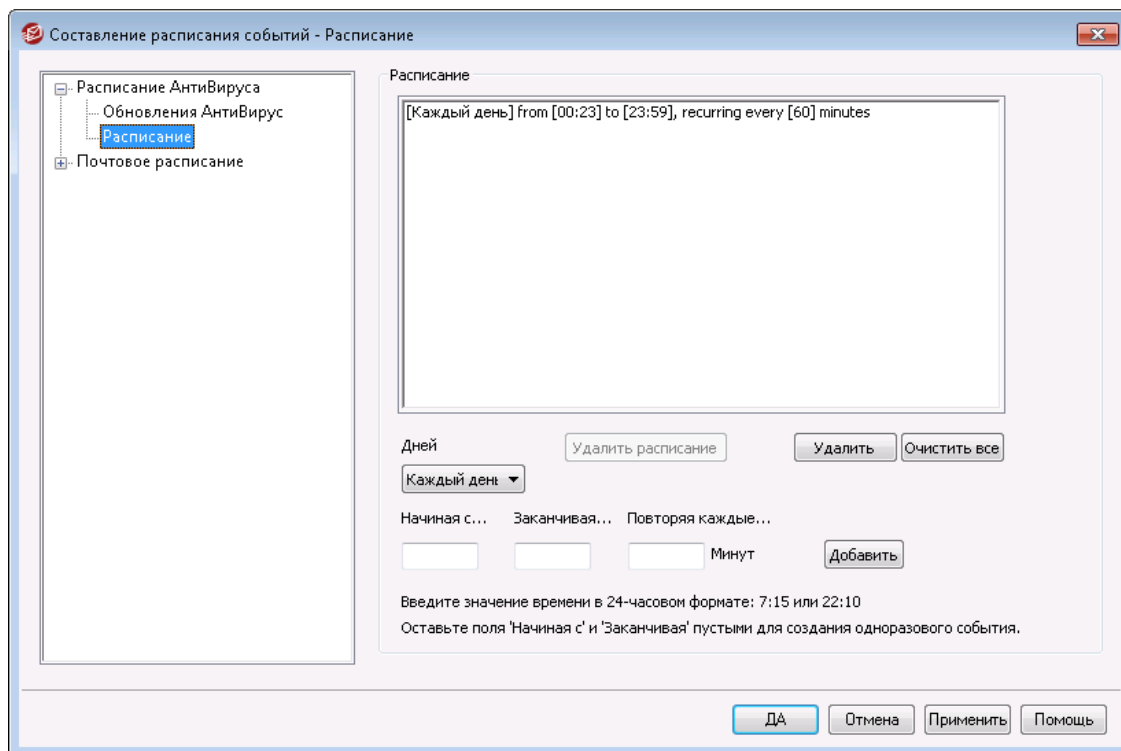 Составление расписания событий - Расписание
Расписание АнтиВируса
Обновления АнтиВирус
Расписание
Почтовое расписание
Расписание
[Каждый день] from [00:23] to [23:59], recurring every [60] minutes
Дней
Удалить расписание
Удалить
Очистить все
Каждый день
Начиная с...
Заканчивая...
Повторяя каждые...
Минут
Добавить
Введите значение времени в 24-часовом формате: 7:15 или 22:10
Оставьте поля 'Начиная с' и 'Заканчивая' пустыми для создания одноразового события.
ДА
Отмена
Применить
Помощь